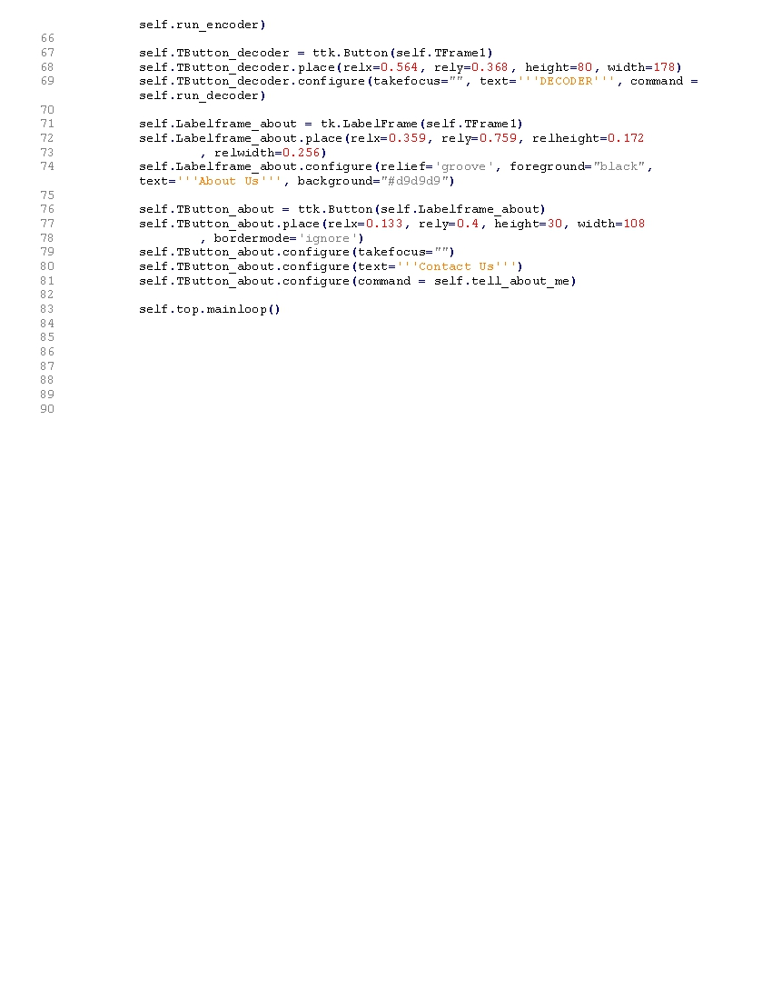 self.run_encoder)
66
67 self.TButton_decoder = ttk.Button(self.TFrame1)
68 self.TButton_decoder.place(relx=0.564, rely=0.368, height=80, width=178)
69 self.TButton_decoder.configure(takefocus="", text='''DECODER''', command =
self.run_decoder)
70
71 self.Labelframe_about = tk.LabelFrame(self.TFrame1)
72 self.Labelframe_about.place(relx=0.359, rely=0.759, relheight=0.172
73 , relwidth=0.256)
74 self.Labelframe_about.configure(relief='groove', foreground="black",
text='''About Us''', background="#d9d9d9")
75
76 self.TButton_about = ttk.Button(self.Labelframe_about)
77 self.TButton_about.place(relx=0.133, rely=0.4, height=30, width=108
78 , bordermode='ignore')
79 self.TButton_about.configure(takefocus="")
80 self.TButton_about.configure(text='''Contact Us''')
81 self.TButton_about.configure(command = self.tell_about_me)
82
83 self.top.mainloop()
84
85
86
87
88
89
90